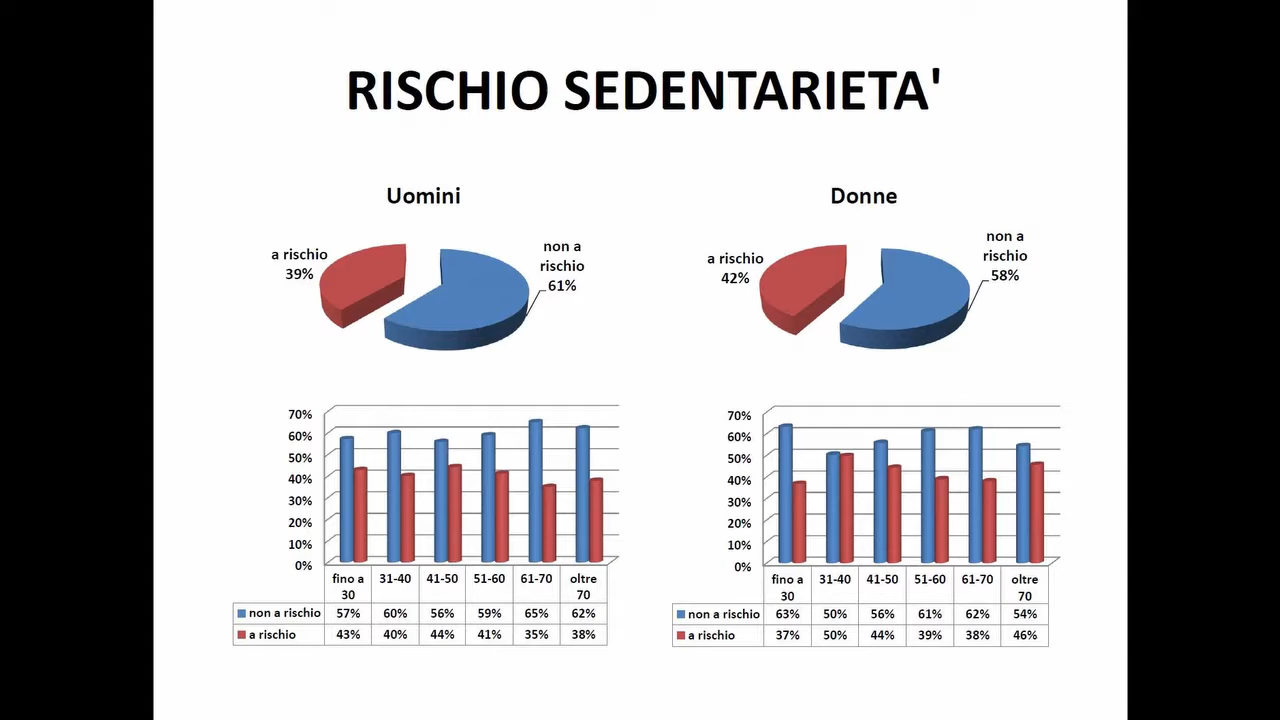 RISCHIO SEDENTARIETA'
Uomini
a rischio
39%
non a
rischio
61%
70%
60%
50%
40%
30%
20%
10%
0%
fino a 30 31-40 41-50 51-60 61-70 oltre 70
non a rischio 57% 60% 56% 59% 65% 62%
a rischio 43% 40% 44% 41% 35% 38%
Donne
a rischio
42%
non a
rischio
58%
70%
60%
50%
40%
30%
20%
10%
0%
fino a 30 31-40 41-50 51-60 61-70 oltre 70
non a rischio 63% 50% 56% 61% 62% 54%
a rischio 37% 50% 44% 39% 38% 46%